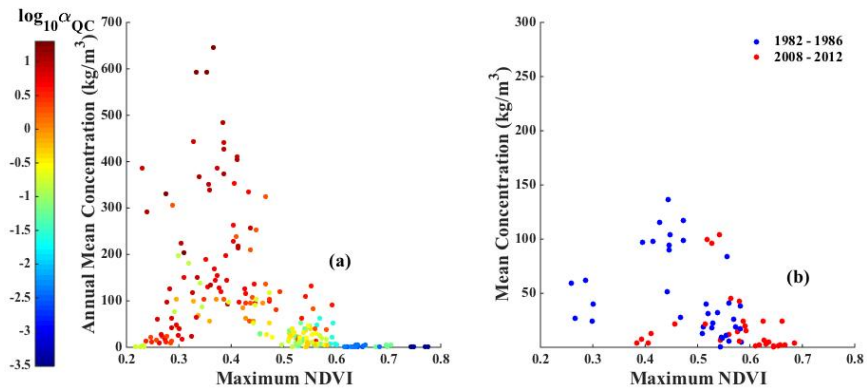 log10αQC
1
0.5
0
-0.5
-1
-1.5
-2
-2.5
-3
-3.5
Annual Mean Concentration (kg/m3)
700
600
500
400
300
200
100
0
0.2 0.3 0.4 0.5 0.6 0.7 0.8
Maximum NDVI
(a)
Mean Concentration (kg/m3)
300
250
200
150
100
50
0.2 0.3 0.4 0.5 0.6 0.7 0.8
Maximum NDVI
1982 - 1986
2008 - 2012
(b)